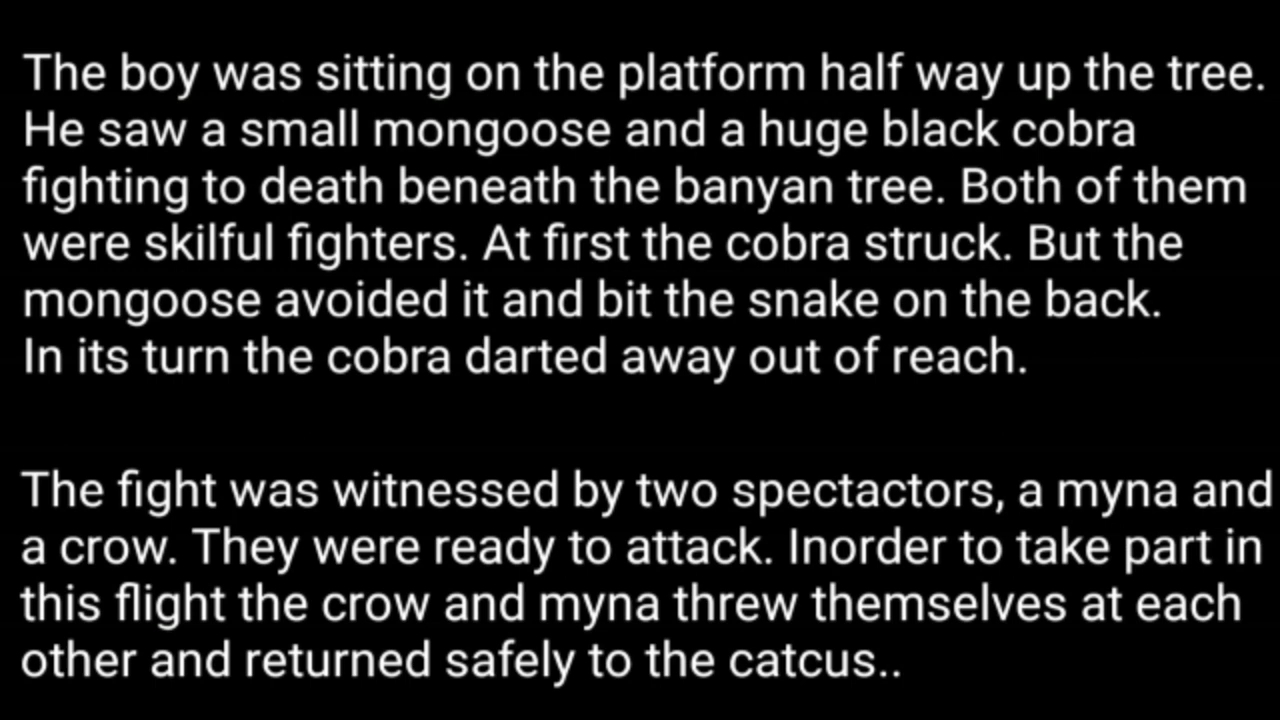 The boy was sitting on the platform half way up the tree.
He saw a small mongoose and a huge black cobra
fighting to death beneath the banyan tree. Both of them
were skilful fighters. At first the cobra struck. But the
mongoose avoided it and bit the snake on the back.
In its turn the cobra darted away out of reach.
The fight was witnessed by two spectactors, a myna and
a crow. They were ready to attack. Inorder to take part in
this flight the crow and myna threw themselves at each
other and returned safely to the catcus..